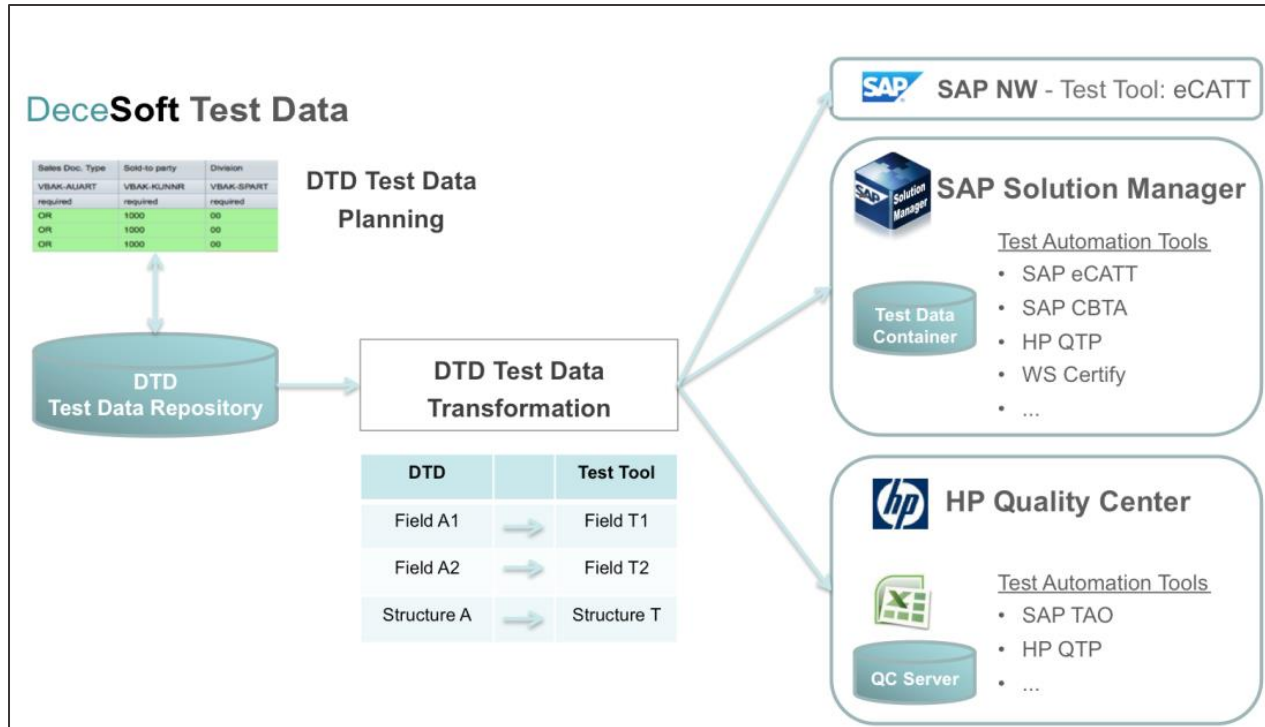 DeceSoft Test Data
Sales Doc. Type Sold-to party Division
VBAK-AUART VBAK-KUNNR VBAK-SPART
required required required
OR 1000 00
OR 1000 00
OR 1000 00
DTD Test Data
Planning
DTD
Test Data Repository
DTD Test Data
Transformation
DTD Test Tool
Field A1 Field T1
Field A2 Field T2
Structure A Structure T
SAP SAP NW - Test Tool: eCATT
SAP Solution Manager
SAP Solution Manager
Test Automation Tools
• SAP eCATT
• SAP CBTA
• HP QTP
• WS Certify
• ...
Test Data
Container
hp HP Quality Center
Test Automation Tools
• SAP TAO
• HP QTP
• ...
X
QC Server